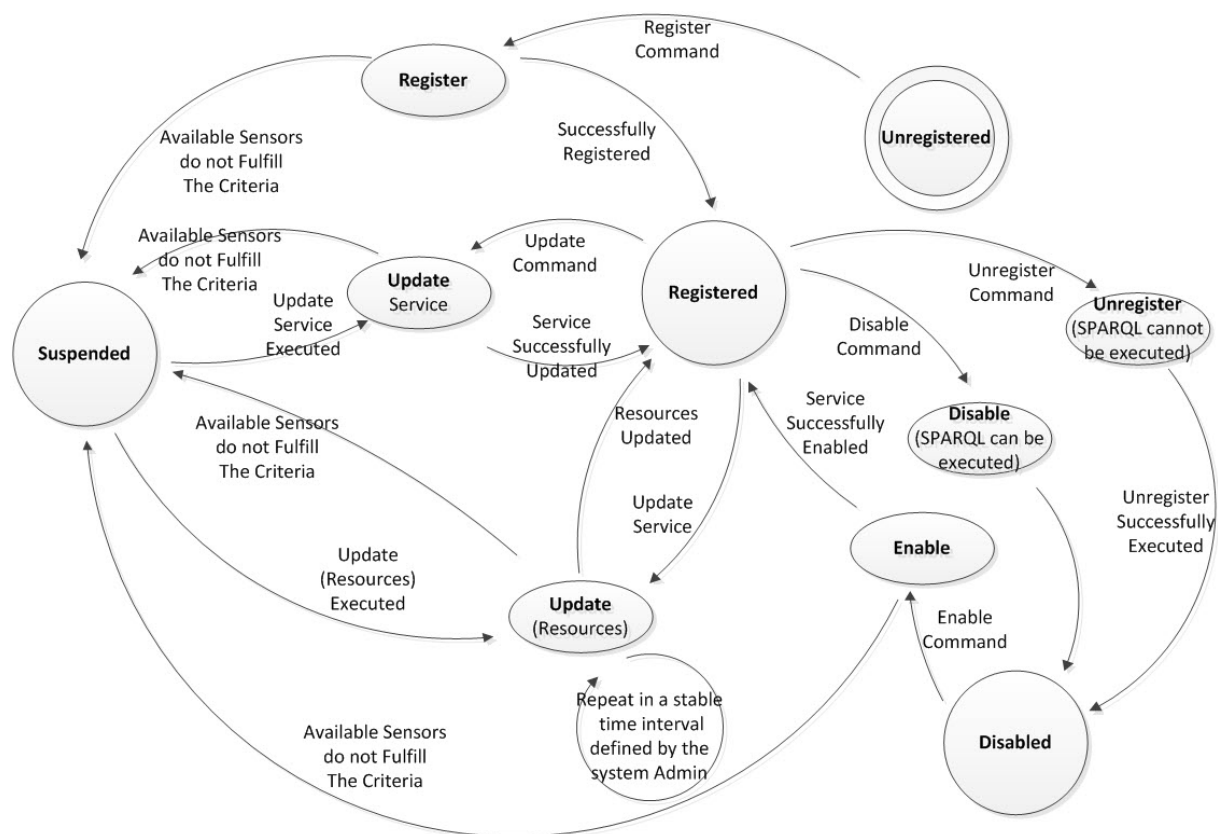 Register
Command
Register
Unregistered
Available Sensors
do not Fulfill
The Criteria
Successfully
Registered
Available Sensors
do not Fulfill
The Criteria
Update
Service
Update
Command
Registered
Unregister
Command
Unregister
(SPARQL cannot
be executed)
Suspended
Update
Service
Executed
Service
Successfully
Updated
Disable
Command
Available Sensors
do not Fulfill
The Criteria
Resources
Updated
Service
Successfully
Enabled
Disable
(SPARQL can be
executed)
Update
Service
Enable
Unregister
Successfully
Executed
Update
(Resources)
Executed
Update
(Resources)
Enable
Command
Repeat in a stable
time interval
defined by the
system Admin
Available Sensors
do not Fulfill
The Criteria
Disabled